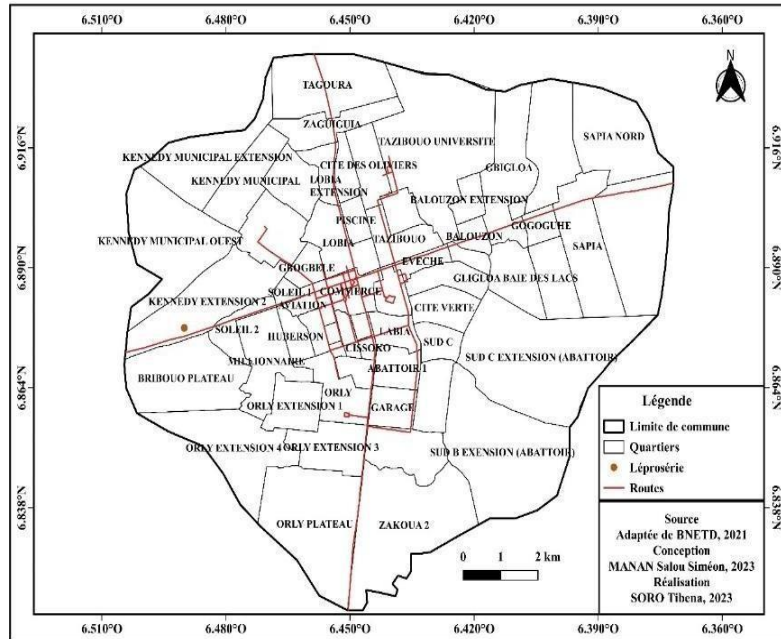 6.510°O 6.480°O 6.450°O 6.420°O 6.390°O 6.360°O
N
TAGOURA
ZAGUIGUIA
6.916°N
TAZIBOUO UNIVERSITE
SAPIA NORD
6.916°N
KENNEDY MUNICIPAL EXTENSION
CITE DES OLIVIERS
GBIGLOA
KENNEDY MUNICIPAL
LOBIA
EXTENSION
BALOUZON EXTENSION
PISCINE
GOGOGUHE
KENNEDY MUNICIPAL OUEST
LOBIA
TAZIBOUO
BALOUZON
SAPIA
6.890°N
GBOGBELE
EVECHE
6.890°N
GLIGLOA BAIE DES LACS
SOLEIL 1
COMMERCE
KENNEDY EXTENSION 2
AVIATION
CITE VERTE
SOLEIL 2
HUBERSON
LABIA
SUD C
CISSOKO
SUD C EXTENSION (ABATTOIR)
MILLIONNAIRE
ABATTOIR 1
BRIBOUO PLATEAU
6.864°N
ORLY
6.864°N
ORLY EXTENSION 1
GARAGE
Légende
Limite de commune
Quartiers
Léprosérie
Routes
ORLY EXTENSION 4
ORLY EXTENSION 3
SUD B EXENSION (ABATTOIR)
6.838°N
6.838°N
ORLY PLATEAU
ZAKOUA 2
0 1 2 km
Source
Adaptée de BNETD, 2021
Conception
MANAN Satou Siméon, 2023
Réalisation
SORO Tibena, 2023
6.510°O 6.480°O 6.450°O 6.420°O 6.390°O 6.360°O